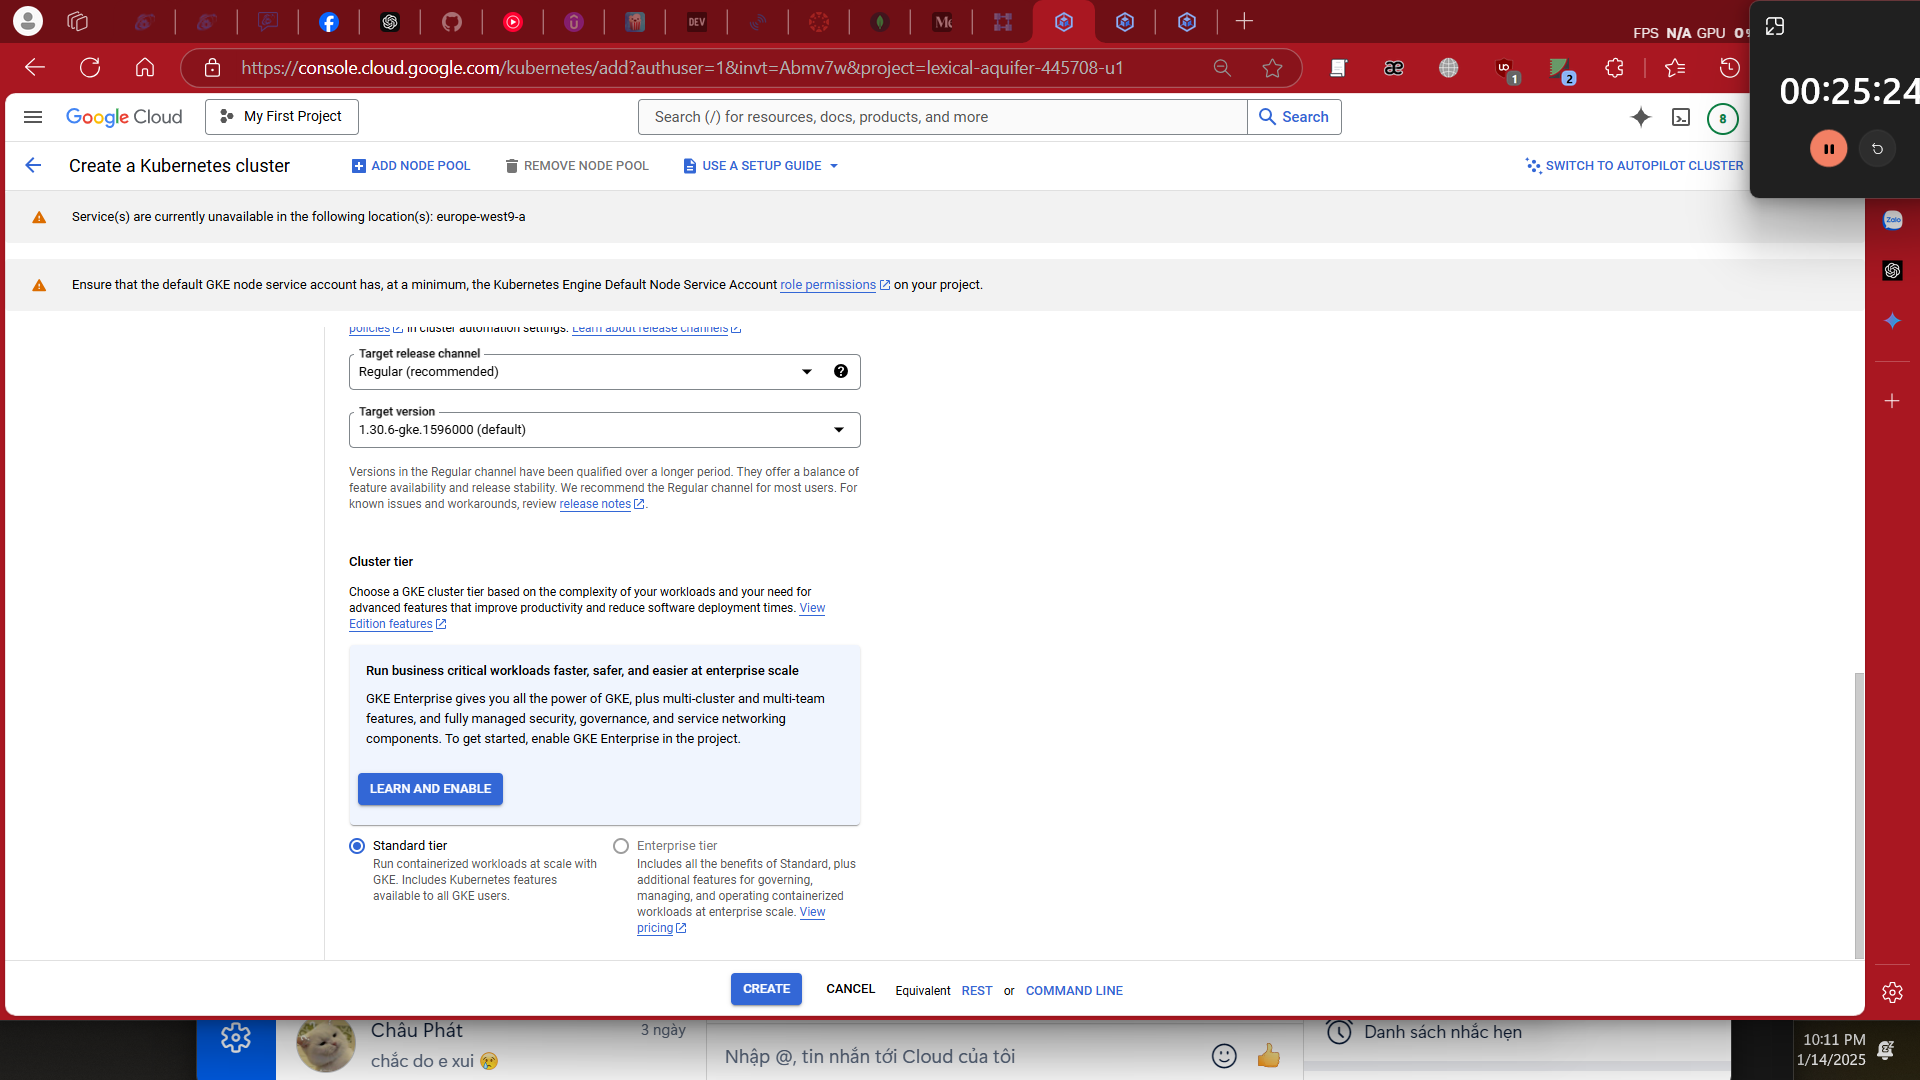 DEV
FPS N/A GPU
https://console.cloud.google.com/kubernetes/add?authuser=1&invt=Abmv7w&project=lexical-aquifer-445708-u1
1
2
00:25:24
Google Cloud
My First Project
Search (/) for resources, docs, products, and more
Search
8
Create a Kubernetes cluster
ADD NODE POOL
REMOVE NODE POOL
USE A SETUP GUIDE
SWITCH TO AUTOPILOT CLUSTER
Service(s) are currently unavailable in the following location(s): europe-west9-a
Zalo
Ensure that the default GKE node service account has, at a minimum, the Kubernetes Engine Default Node Service Account role permissions on your project.
policies in cluster automation settings. Learn about release channels
Target release channel
Regular (recommended)
Target version
1.30.6-gke.1596000 (default)
Versions in the Regular channel have been qualified over a longer period. They offer a balance of
feature availability and release stability. We recommend the Regular channel for most users. For
known issues and workarounds, review release notes.
Cluster tier
Choose a GKE cluster tier based on the complexity of your workloads and your need for
advanced features that improve productivity and reduce software deployment times. View
Edition features
Run business critical workloads faster, safer, and easier at enterprise scale
GKE Enterprise gives you all the power of GKE, plus multi-cluster and multi-team
features, and fully managed security, governance, and service networking
components. To get started, enable GKE Enterprise in the project.
LEARN AND ENABLE
Standard tier
Run containerized workloads at scale with
GKE. Includes Kubernetes features
available to all GKE users.
Enterprise tier
Includes all the benefits of Standard, plus
additional features for governing,
managing, and operating containerized
workloads at enterprise scale. View
pricing
CREATE
CANCEL
Equivalent REST or COMMAND LINE
Châu Phát
3 ngày
chắc do e xui 😢
Nhập @, tin nhắn tới Cloud của tôi
Danh sách nhắc hẹn
10:11 PM
1/14/2025